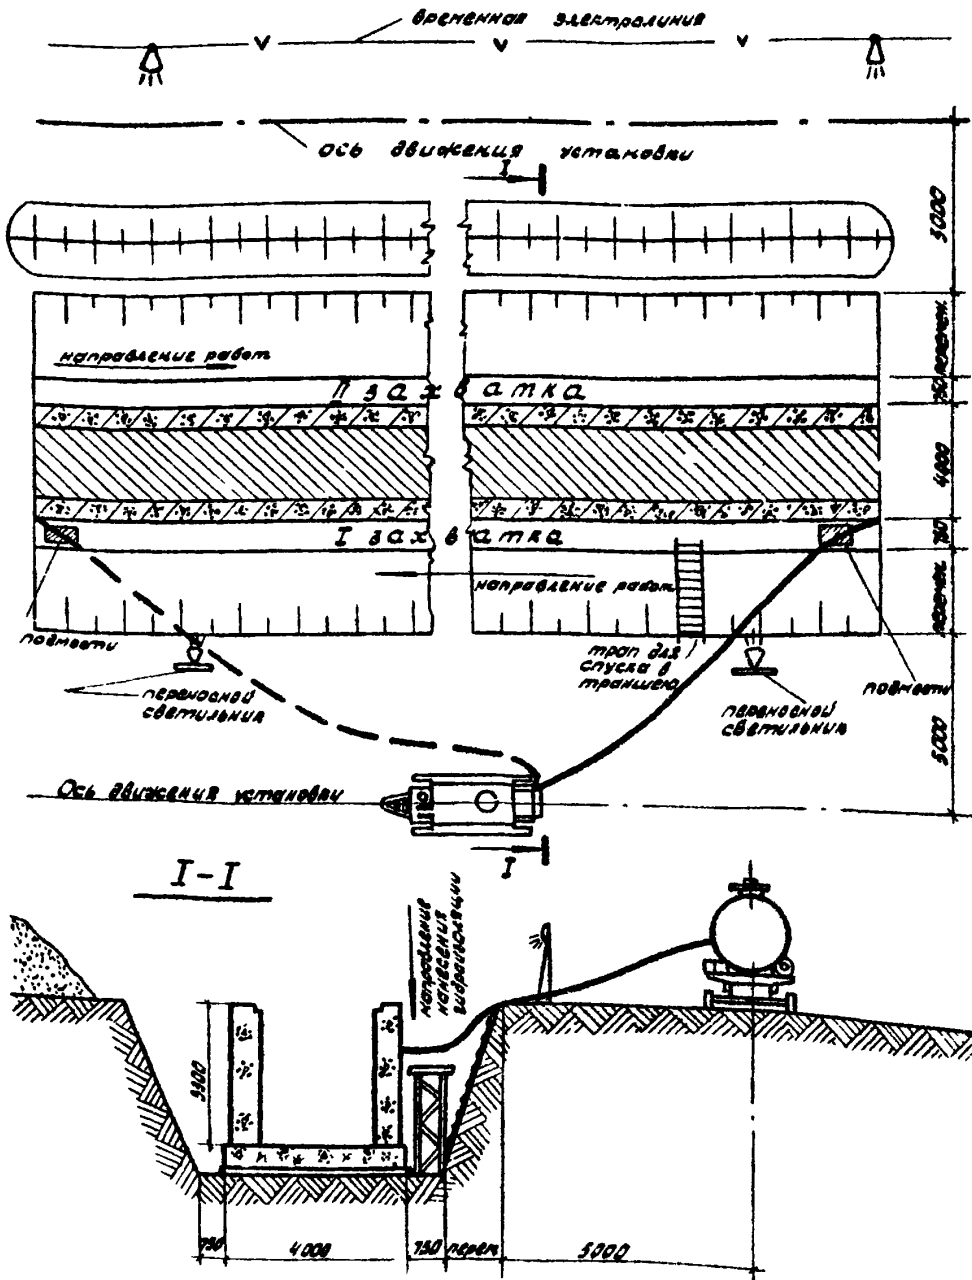 временная электролиния
ось движения установки
I
5000
направление работ
перемен.
II захватка
750
4400
I захватка
750
направление работ
перемен.
подмости
трап для
спуска в
траншею
переносной
светильник
переносной
светильник
подмости
5000
Ось движения установки
I
I-I
направление
нанесения
гидроизоляции
3300
750
4000
750
перем
5000